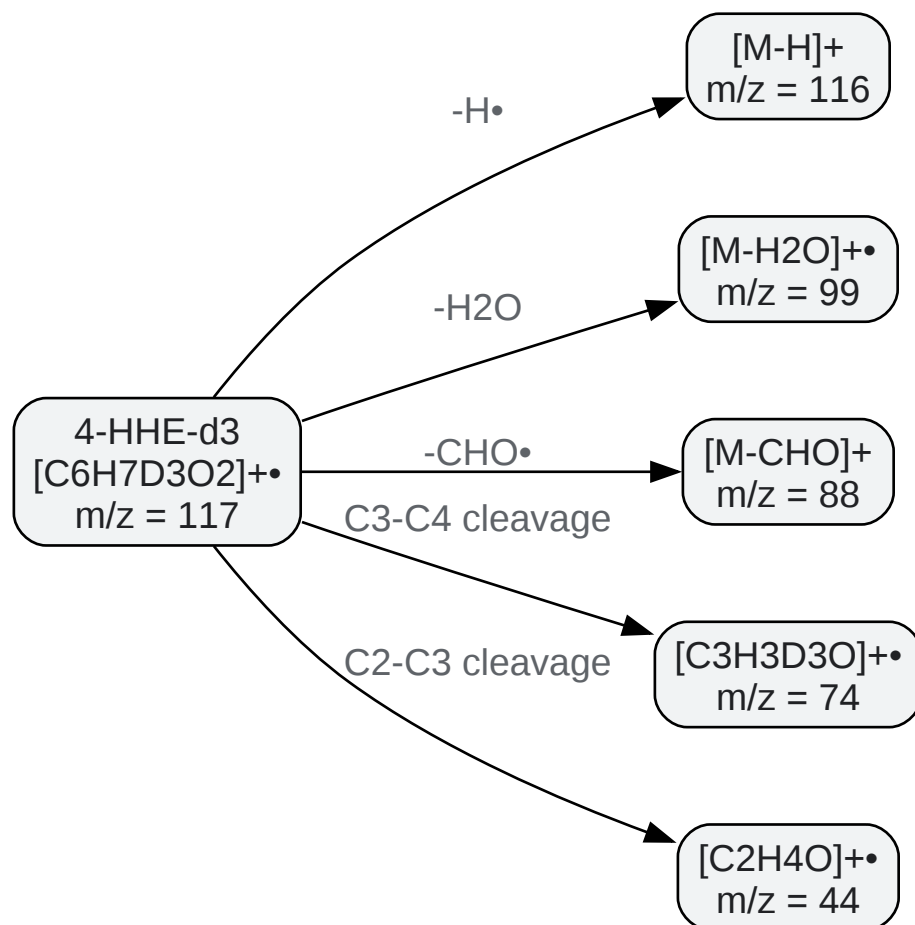 [M-H]+
m/z = 116
-H•
[M-H2O]+•
m/z = 99
-H2O
4-HHE-d3
[C6H7D3O2]+•
m/z = 117
-CHO•
[M-CHO]+
m/z = 88
C3-C4 cleavage
[C3H3D3O]+•
m/z = 74
C2-C3 cleavage
[C2H4O]+•
m/z = 44